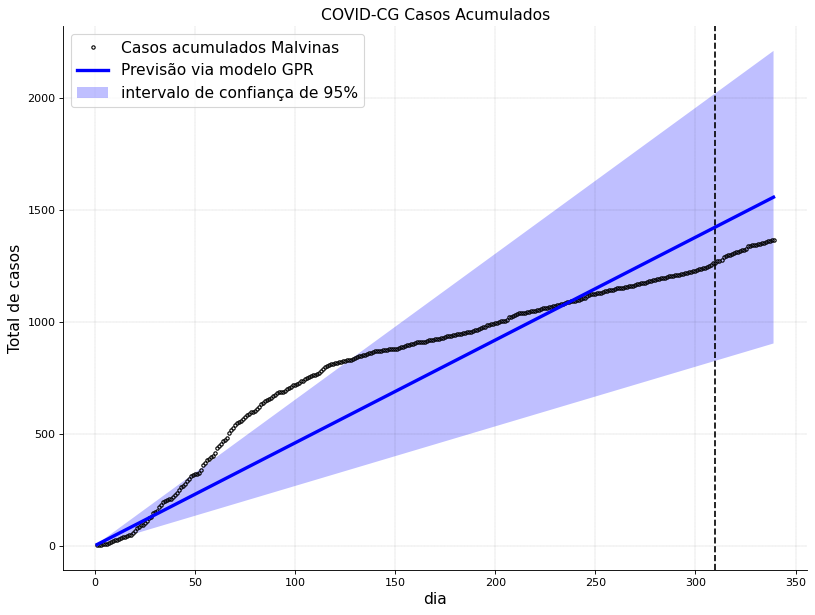 COVID-CG Casos Acumulados
Casos acumulados Malvinas
Previsão via modelo GPR
intervalo de confiança de 95%
Total de casos
2000
1500
1000
500
0
0 50 100 150 200 250 300 350
dia